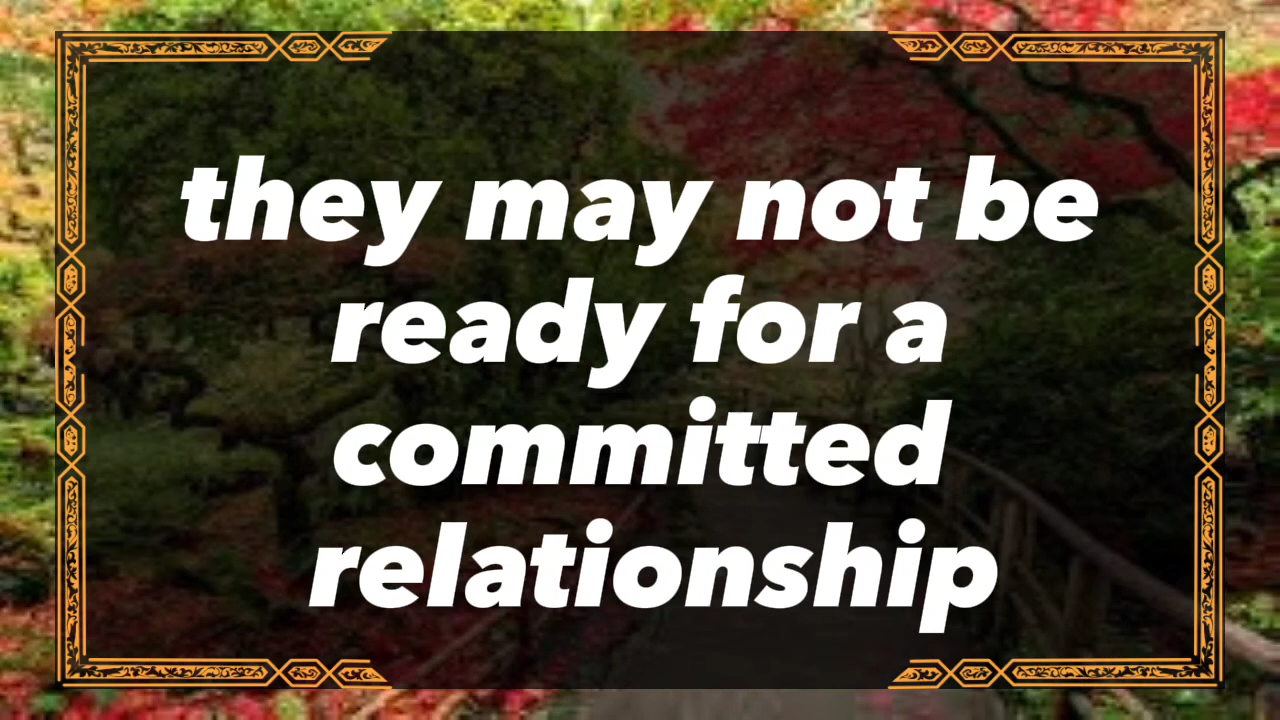 they may not be
ready for a
committed
relationship